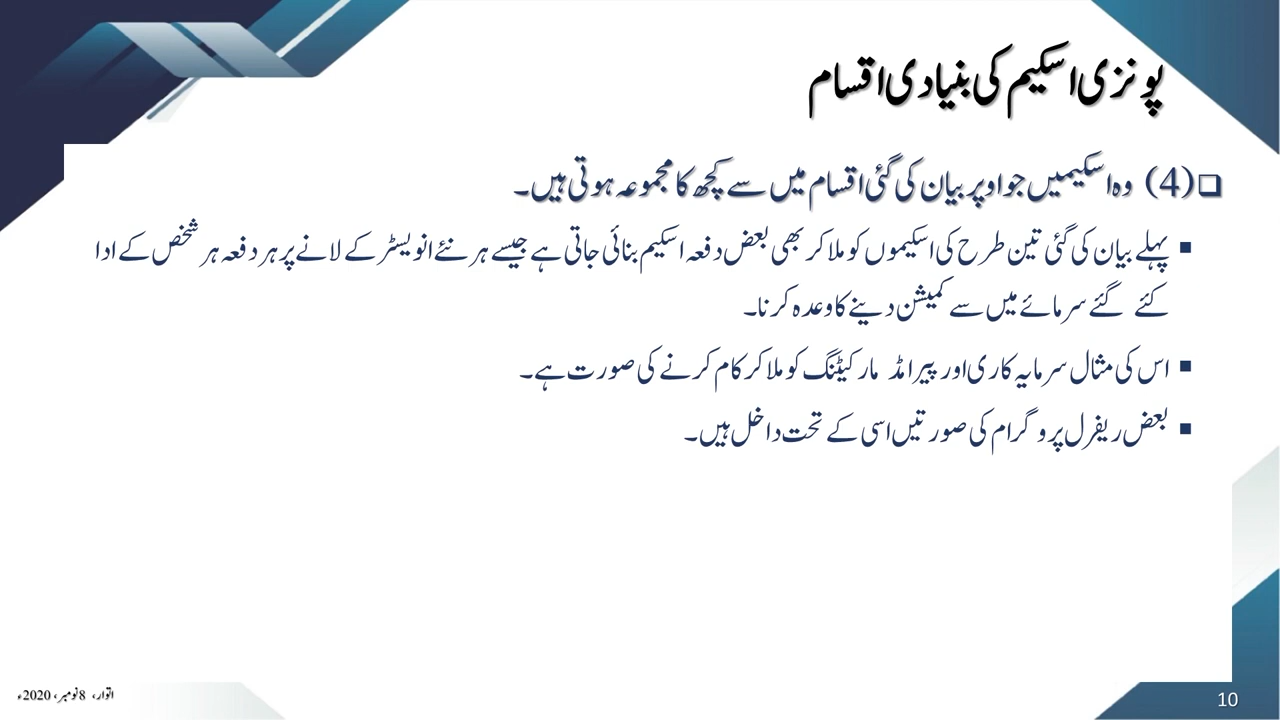 پونزی اسکیم کی بنیادی اقسام
❑(4) وہ اسکیمیں جو اوپر بیان کی گئی اقسام میں سے کچھ کا مجموعہ ہوتی ہیں۔
▪ پہلے بیان کی گئی تین طرح کی اسکیموں کو ملا کر بھی بعض دفعہ اسکیم بنائی جاتی ہے جیسے ہر نئے انویسٹر کے لانے پر ہر دفعہ ہر شخص کے ادا
کئے گئے سرمائے میں سے کمیشن دینے کا وعدہ کرنا۔
▪ اس کی مثال سرمایہ کاری اور پیرامڈ مارکیٹنگ کو ملا کر کام کرنے کی صورت ہے۔
▪ بعض ریفرل پروگرام کی صورتیں اسی کے تحت داخل ہیں۔
اتوار، 8 نومبر، 2020ء
10